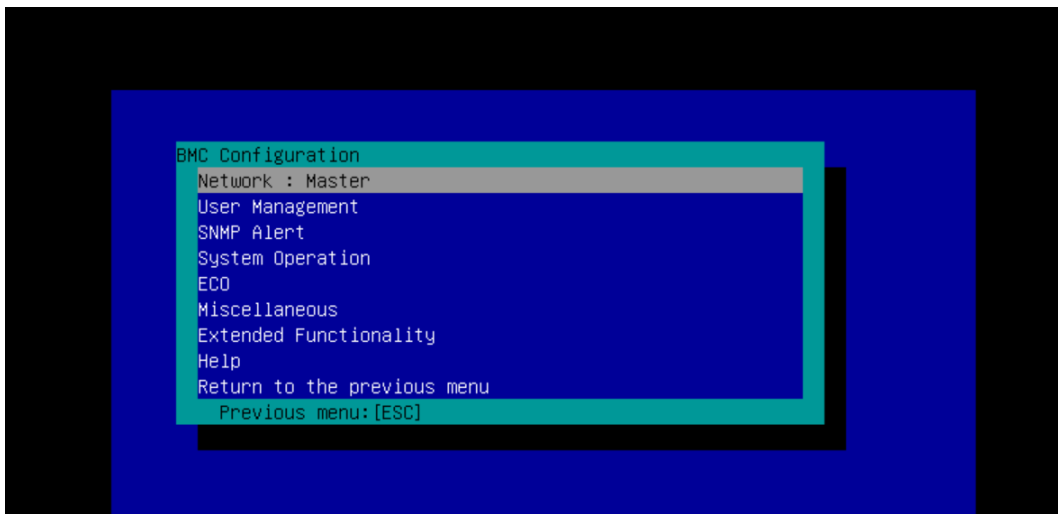 BMC Configuration
Network : Master
User Management
SNMP Alert
System Operation
ECO
Miscellaneous
Extended Functionality
Help
Return to the previous menu
Previous menu:[ESC]